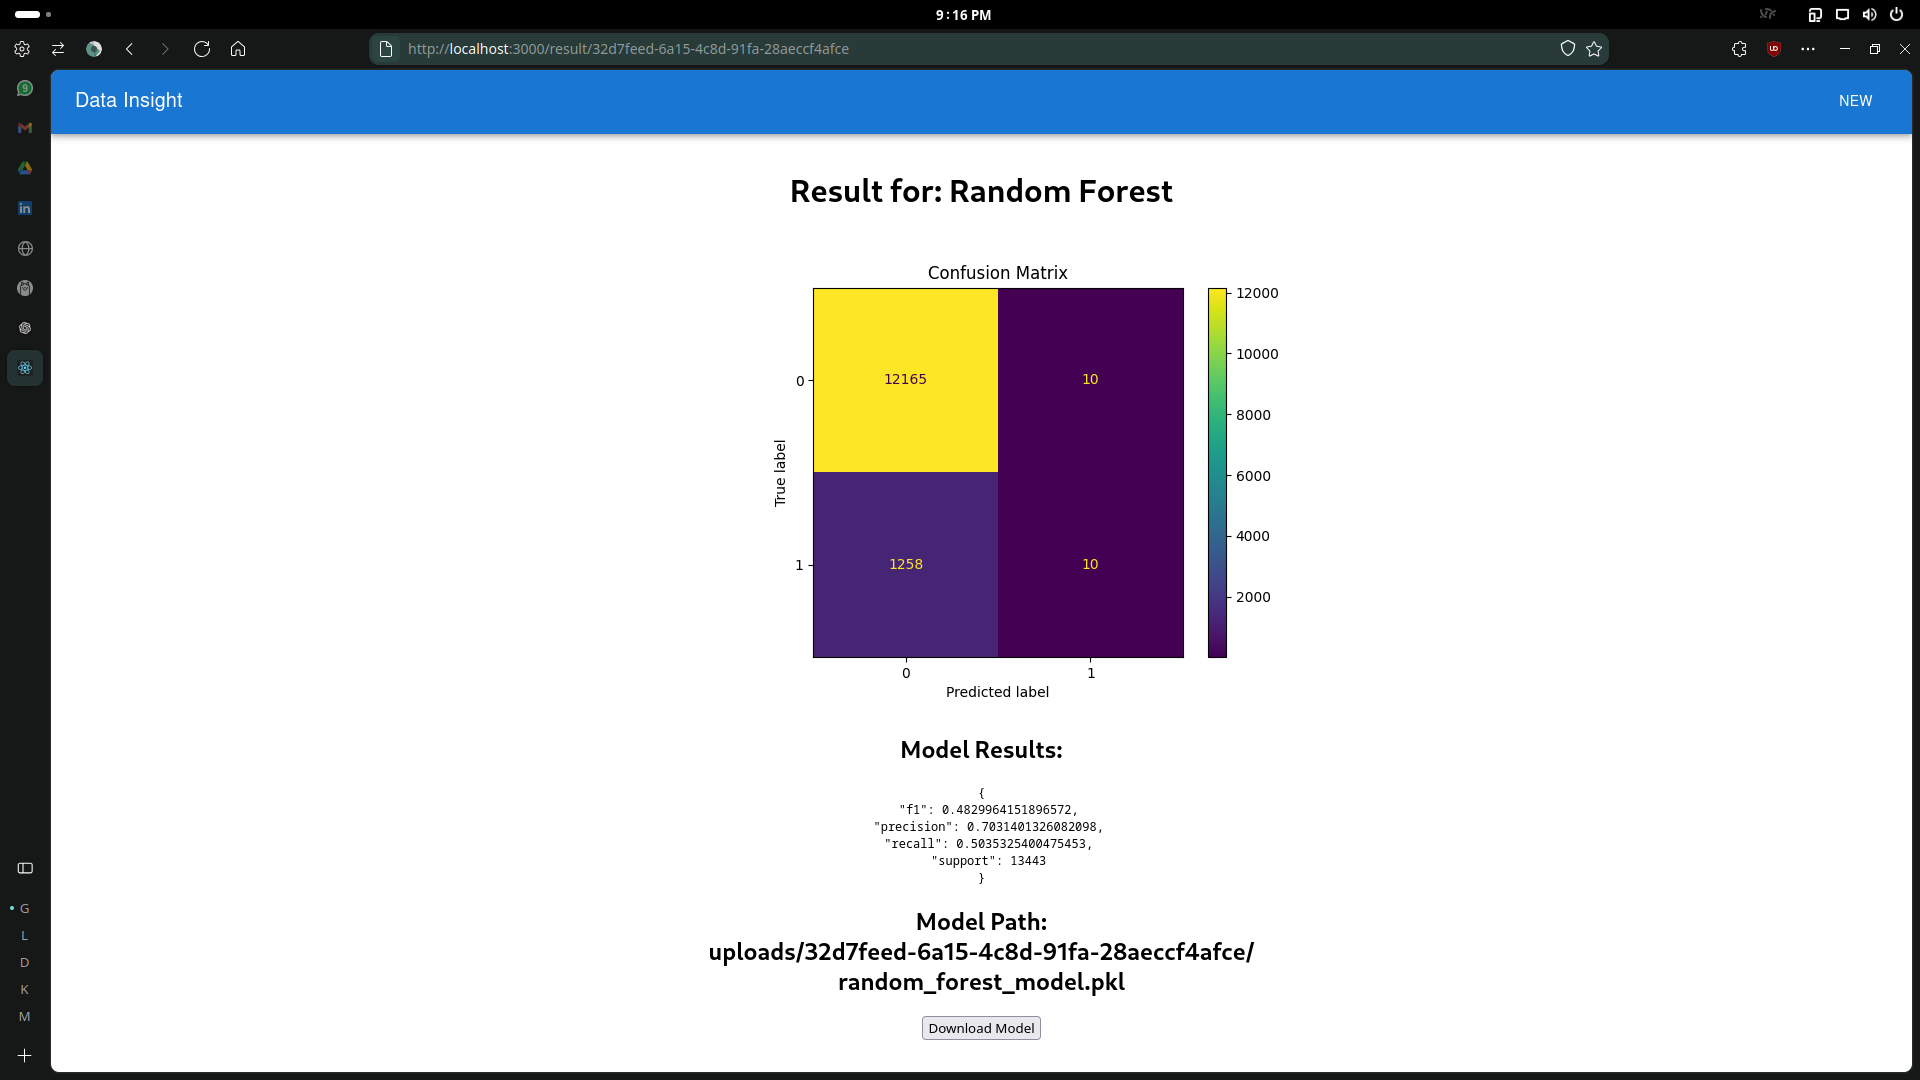 9:16 PM
http://localhost:3000/result/32d7feed-6a15-4c8d-91fa-28aeccf4afce
9
Data Insight
NEW
in
Result for: Random Forest
Confusion Matrix
12165
10
1258
10
0
1
True label
0
1
Predicted label
12000
10000
8000
6000
4000
2000
Model Results:
{
"f1": 0.4829964151896572,
"precision": 0.7031401326082098,
"recall": 0.5035325400475453,
"support": 13443
}
Model Path:
uploads/32d7feed-6a15-4c8d-91fa-28aeccf4afce/
random_forest_model.pkl
Download Model
G
L
D
K
M